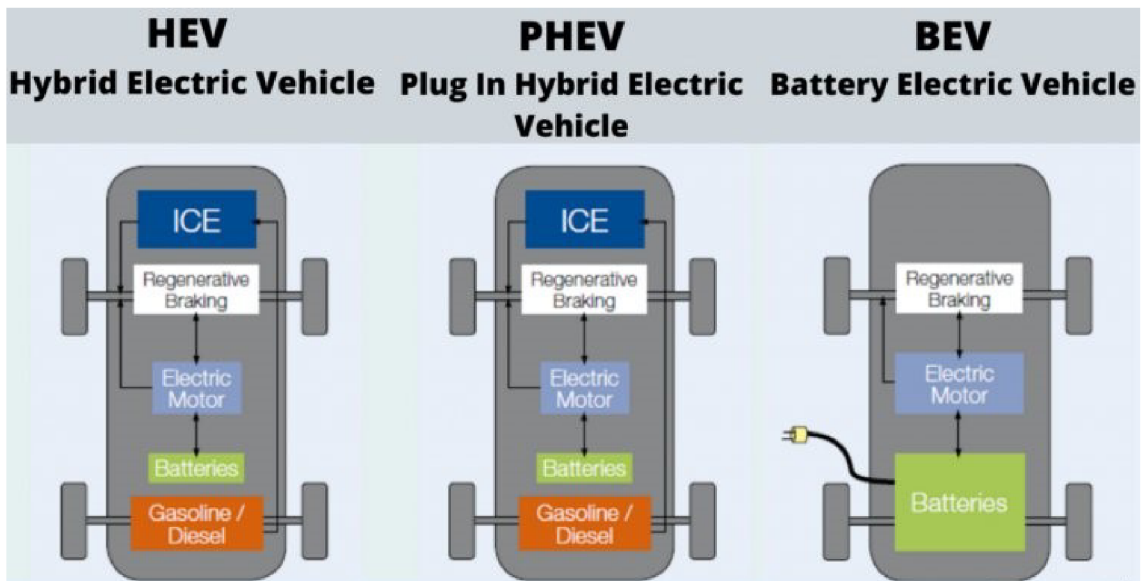 HEV
Hybrid Electric Vehicle
ICE
Regenerative
Braking
Electric
Motor
Batteries
Gasoline /
Diesel
PHEV
Plug In Hybrid Electric
Vehicle
ICE
Regenerative
Braking
Electric
Motor
Batteries
Gasoline /
Diesel
BEV
Battery Electric Vehicle
Regenerative
Braking
Electric
Motor
Batteries